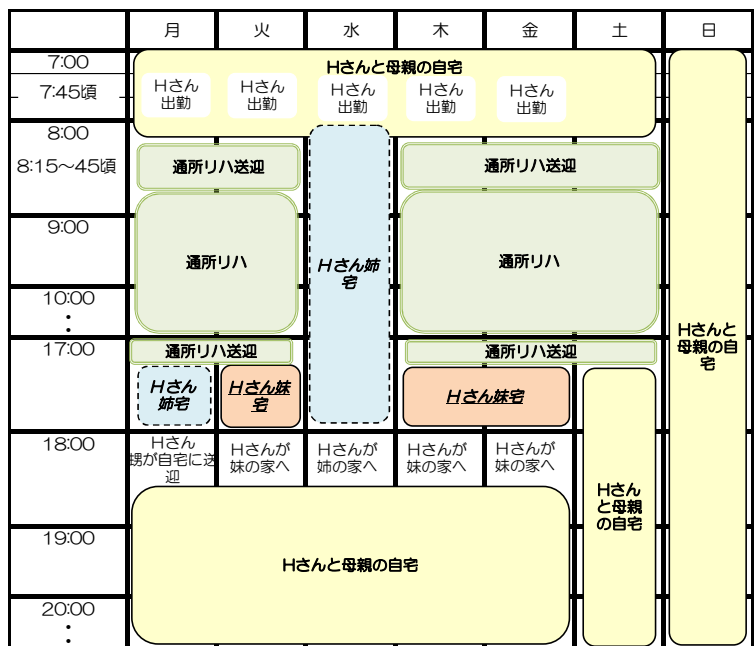 月 火 水 木 金 土 日
7:00
Hさんと母親の自宅
7:45頃
Hさん
出勤
Hさん
出勤
Hさん
出勤
Hさん
出勤
Hさん
出勤
8:00
8:15～45頃
通所リハ送迎
通所リハ送迎
9:00
通所リハ
Hさん姉
宅
通所リハ
10:00
：
Hさんと
母親の自
宅
17:00
通所リハ送迎
通所リハ送迎
Hさん
姉宅
Hさん妹
宅
Hさん妹宅
18:00
Hさん
甥が自宅に送
迎
Hさんが
妹の家へ
Hさんが
姉の家へ
Hさんが
妹の家へ
Hさんが
妹の家へ
Hさん
と母親
の自宅
19:00
Hさんと母親の自宅
20:00
：